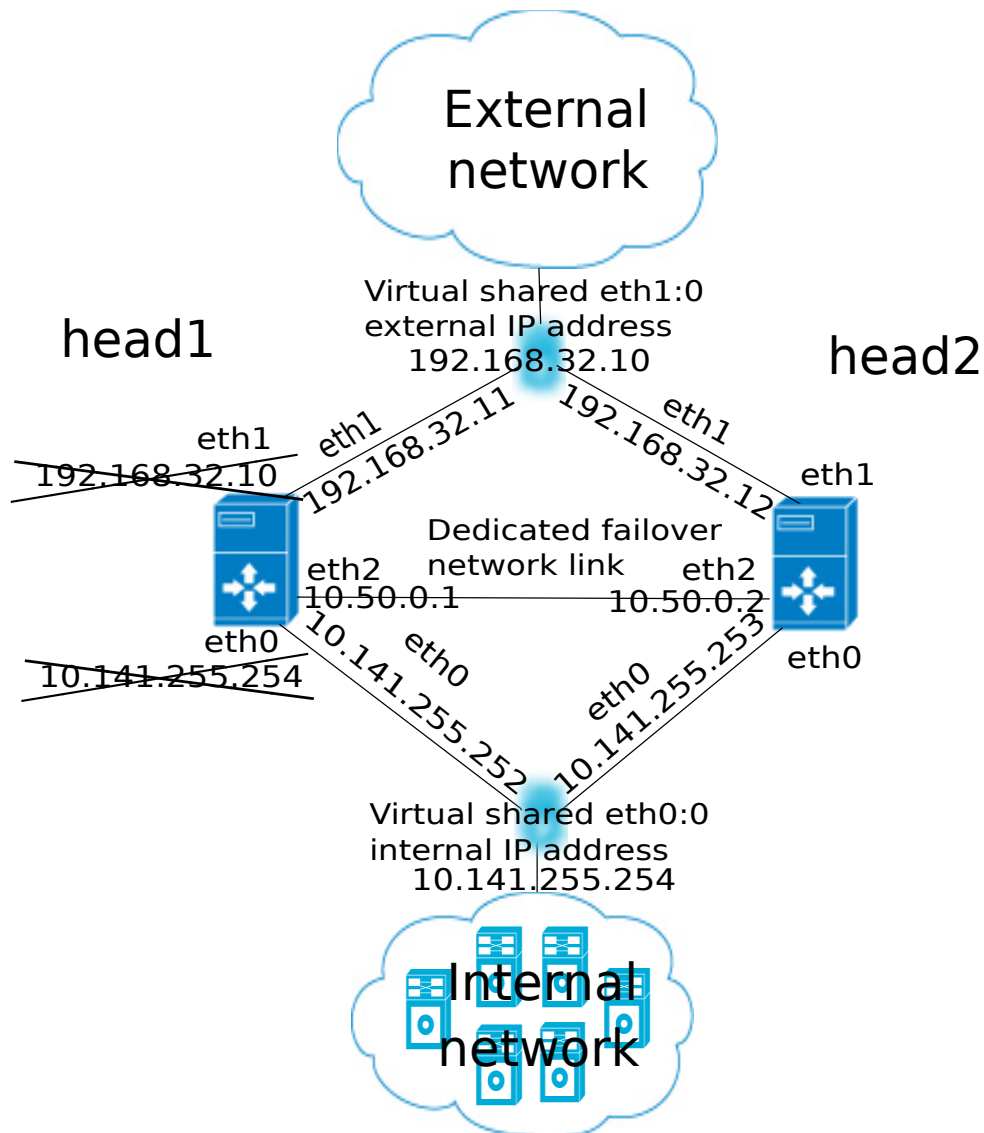 External
network
Virtual shared eth1:0
external IP address
192.168.32.10
head1
head2
eth1
192.168.32.10
eth1
192.168.32.11
eth1
192.168.32.12
eth1
Dedicated failover
network link
eth2
10.50.0.1
eth2
10.50.0.2
eth0
10.141.255.254
eth0
10.141.255.252
eth0
10.141.255.253
eth0
Virtual shared eth0:0
internal IP address
10.141.255.254
Internal
network